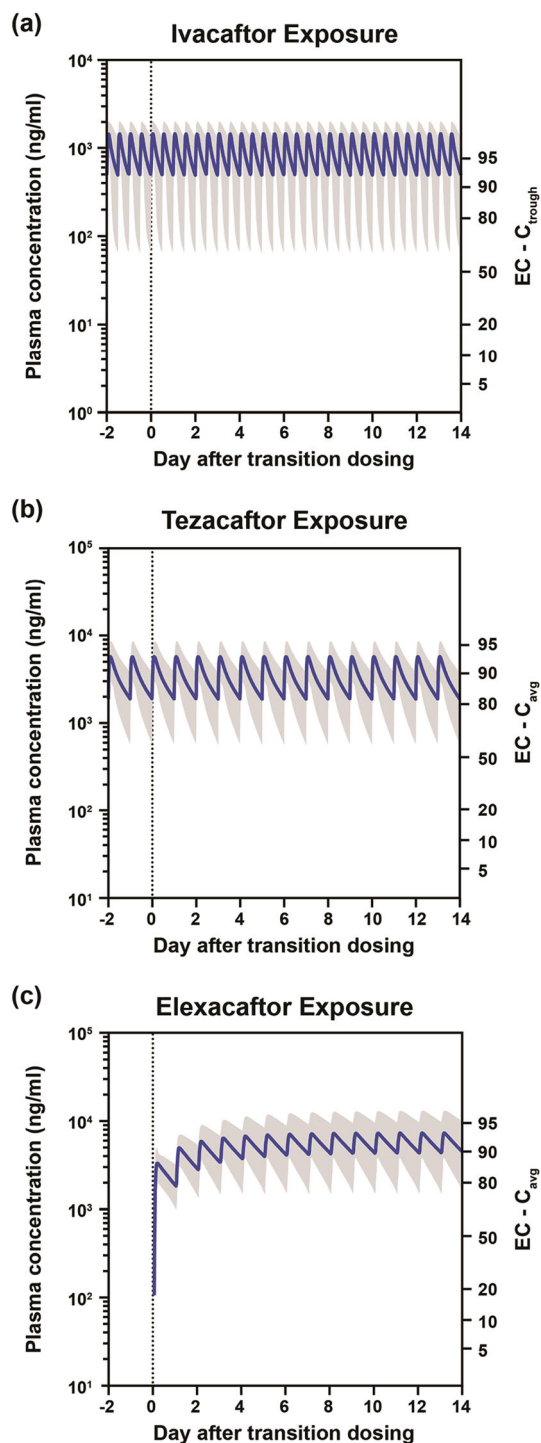 (a)
Ivacaftor Exposure
Plasma concentration (ng/ml)
10⁴
10³
10²
10¹
10⁰
95
90
80
50
20
10
5
EC - Cₜᵣₒᵤgₕ
-2 0 2 4 6 8 10 12 14
Day after transition dosing
(b)
Tezacaftor Exposure
Plasma concentration (ng/ml)
10⁵
10⁴
10³
10²
10¹
95
90
80
50
20
10
5
EC - Cₐᵥg
-2 0 2 4 6 8 10 12 14
Day after transition dosing
(c)
Elexacaftor Exposure
Plasma concentration (ng/ml)
10⁵
10⁴
10³
10²
10¹
95
90
80
50
20
10
5
EC - Cₐᵥg
-2 0 2 4 6 8 10 12 14
Day after transition dosing